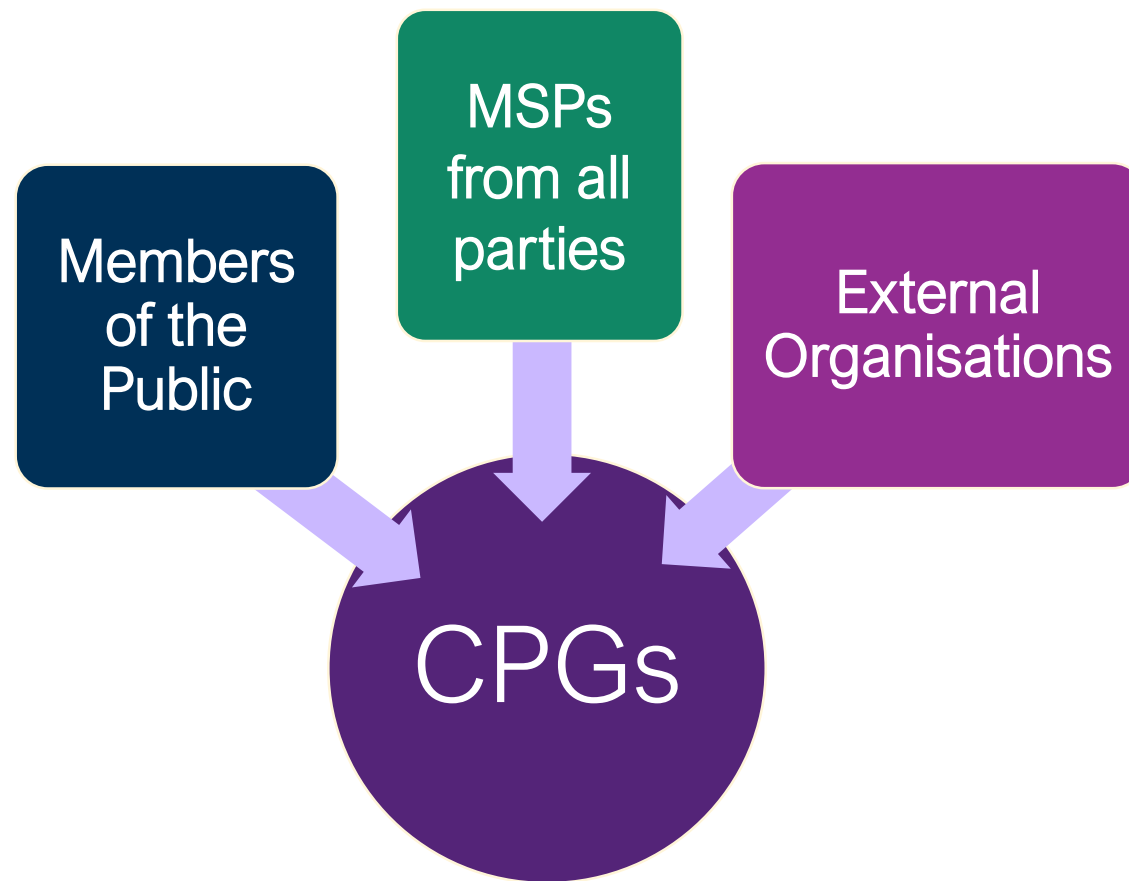 Members
of the
Public
MSPs
from all
parties
External
Organisations
CPGs